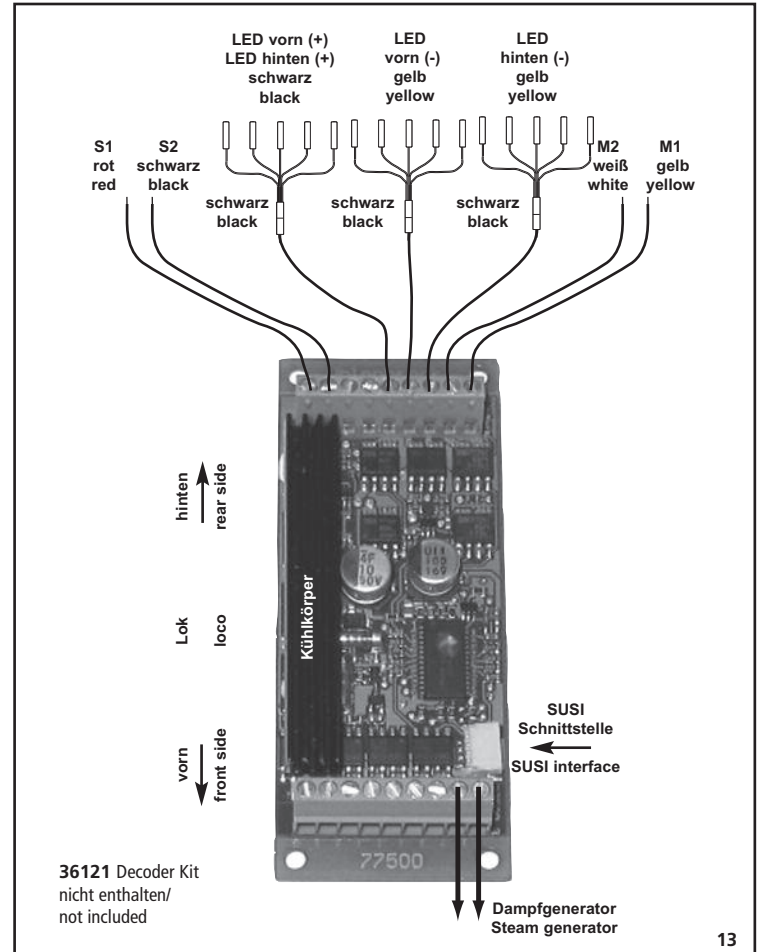 LED vorn (+)
LED hinten (+)
schwarz
black
LED
vorn (-)
gelb
yellow
LED
hinten (-)
gelb
yellow
S1
rot
red
S2
schwarz
black
M2
weiß
white
M1
gelb
yellow
schwarz
black
schwarz
black
schwarz
black
hinten
rear side
Lok
loco
vorn
front side
Kühlkörper
SUSI
Schnittstelle
SUSI interface
77500
36121 Decoder Kit
nicht enthalten/
not included
Dampfgenerator
Steam generator
13